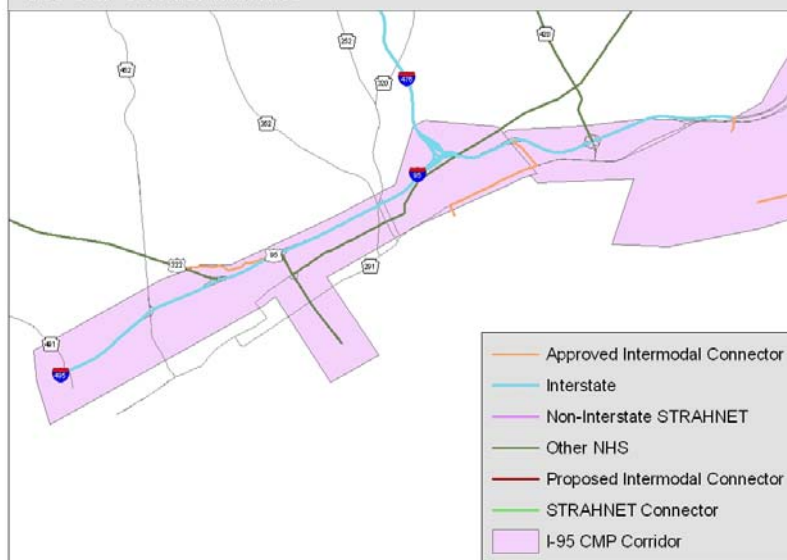 452
352
252
320
476
420
95
322
95
291
491
495
Approved Intermodal Connector
Interstate
Non-Interstate STRAHNET
Other NHS
Proposed Intermodal Connector
STRAHNET Connector
I-95 CMP Corridor